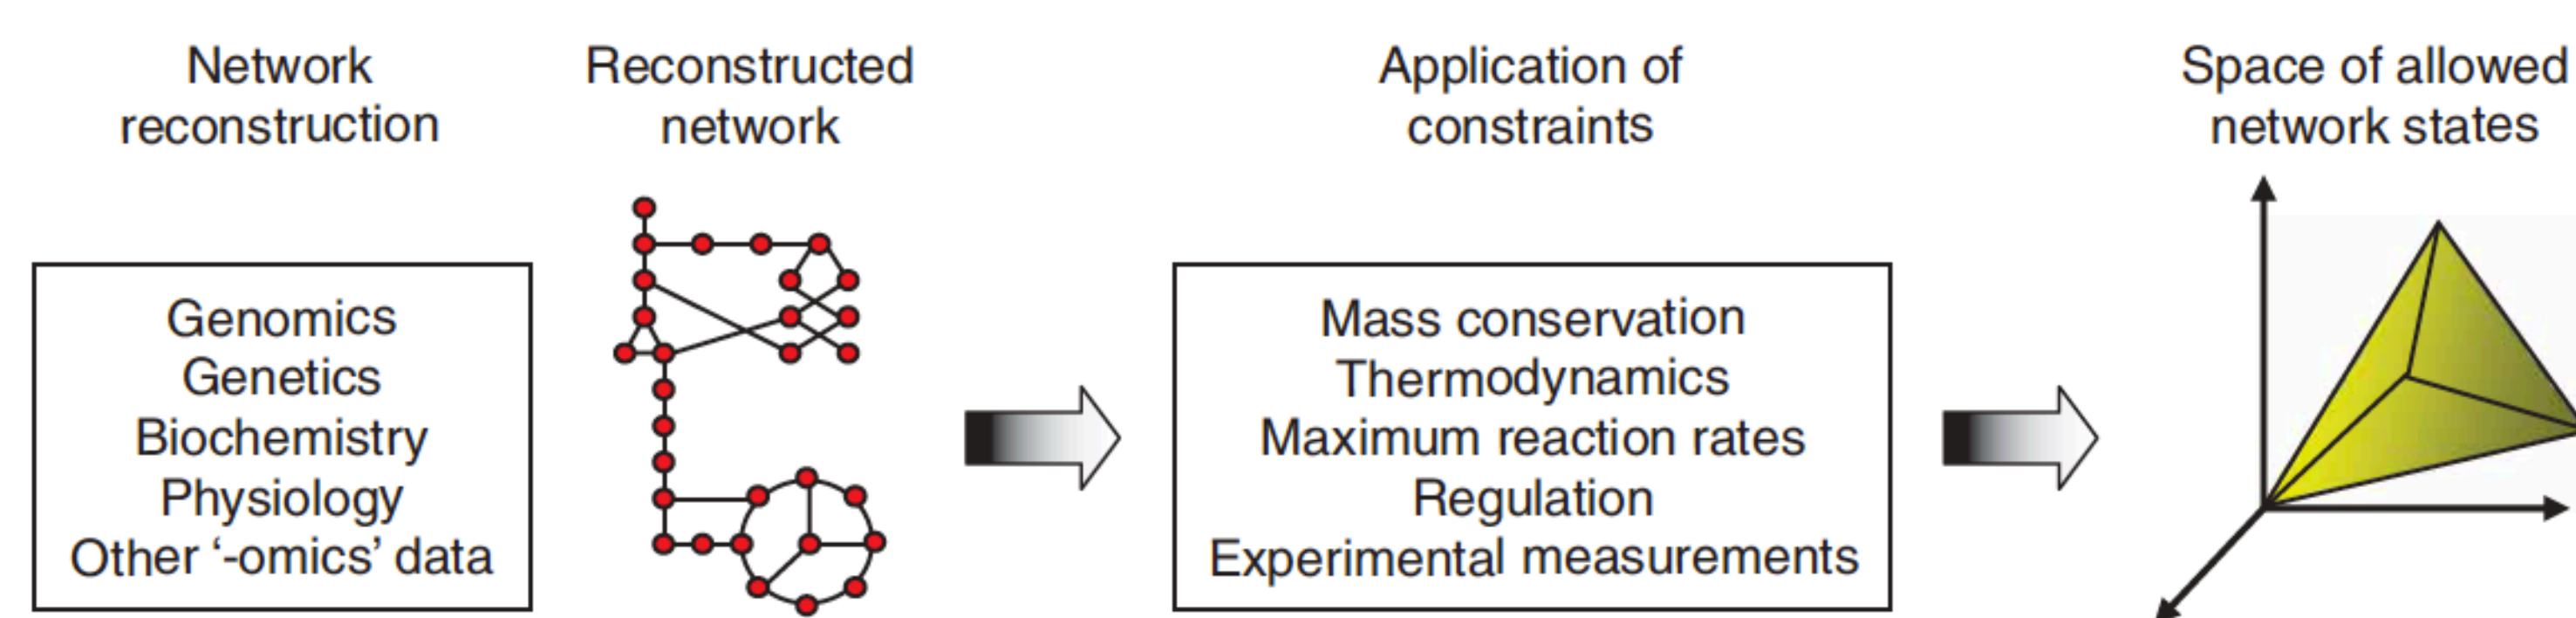 Network
reconstruction
Reconstructed
network
Application of
constraints
Space of allowed
network states
Genomics
Genetics
Biochemistry
Physiology
Other ‘-omics’ data
Mass conservation
Thermodynamics
Maximum reaction rates
Regulation
Experimental measurements